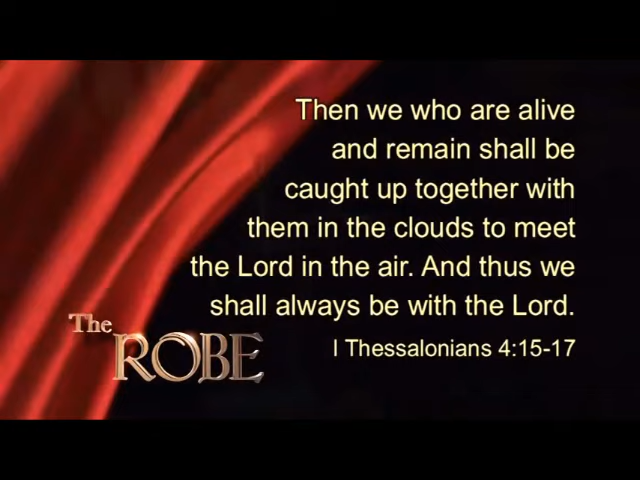 Then we who are alive
and remain shall be
caught up together with
them in the clouds to meet
the Lord in the air. And thus we
shall always be with the Lord.
I Thessalonians 4:15-17
The
ROBE